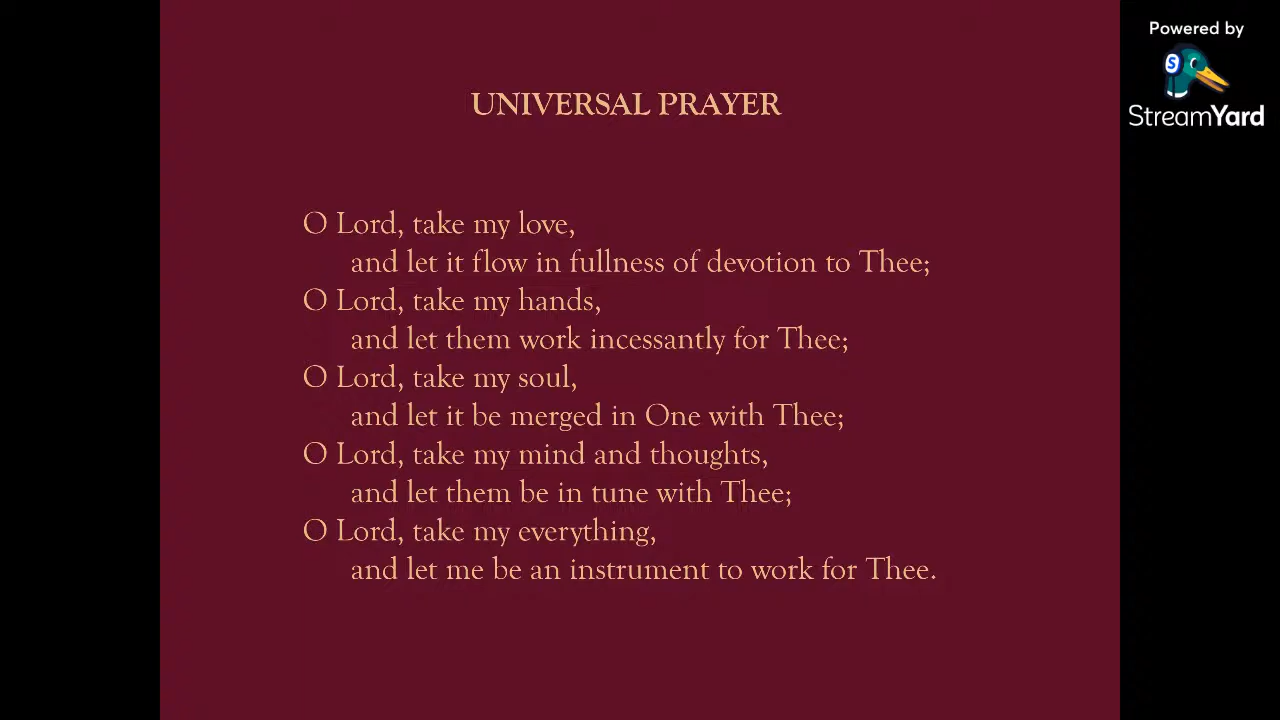 Powered by
S
StreamYard
UNIVERSAL PRAYER
O Lord, take my love,
and let it flow in fullness of devotion to Thee;
O Lord, take my hands,
and let them work incessantly for Thee;
O Lord, take my soul,
and let it be merged in One with Thee;
O Lord, take my mind and thoughts,
and let them be in tune with Thee;
O Lord, take my everything,
and let me be an instrument to work for Thee.